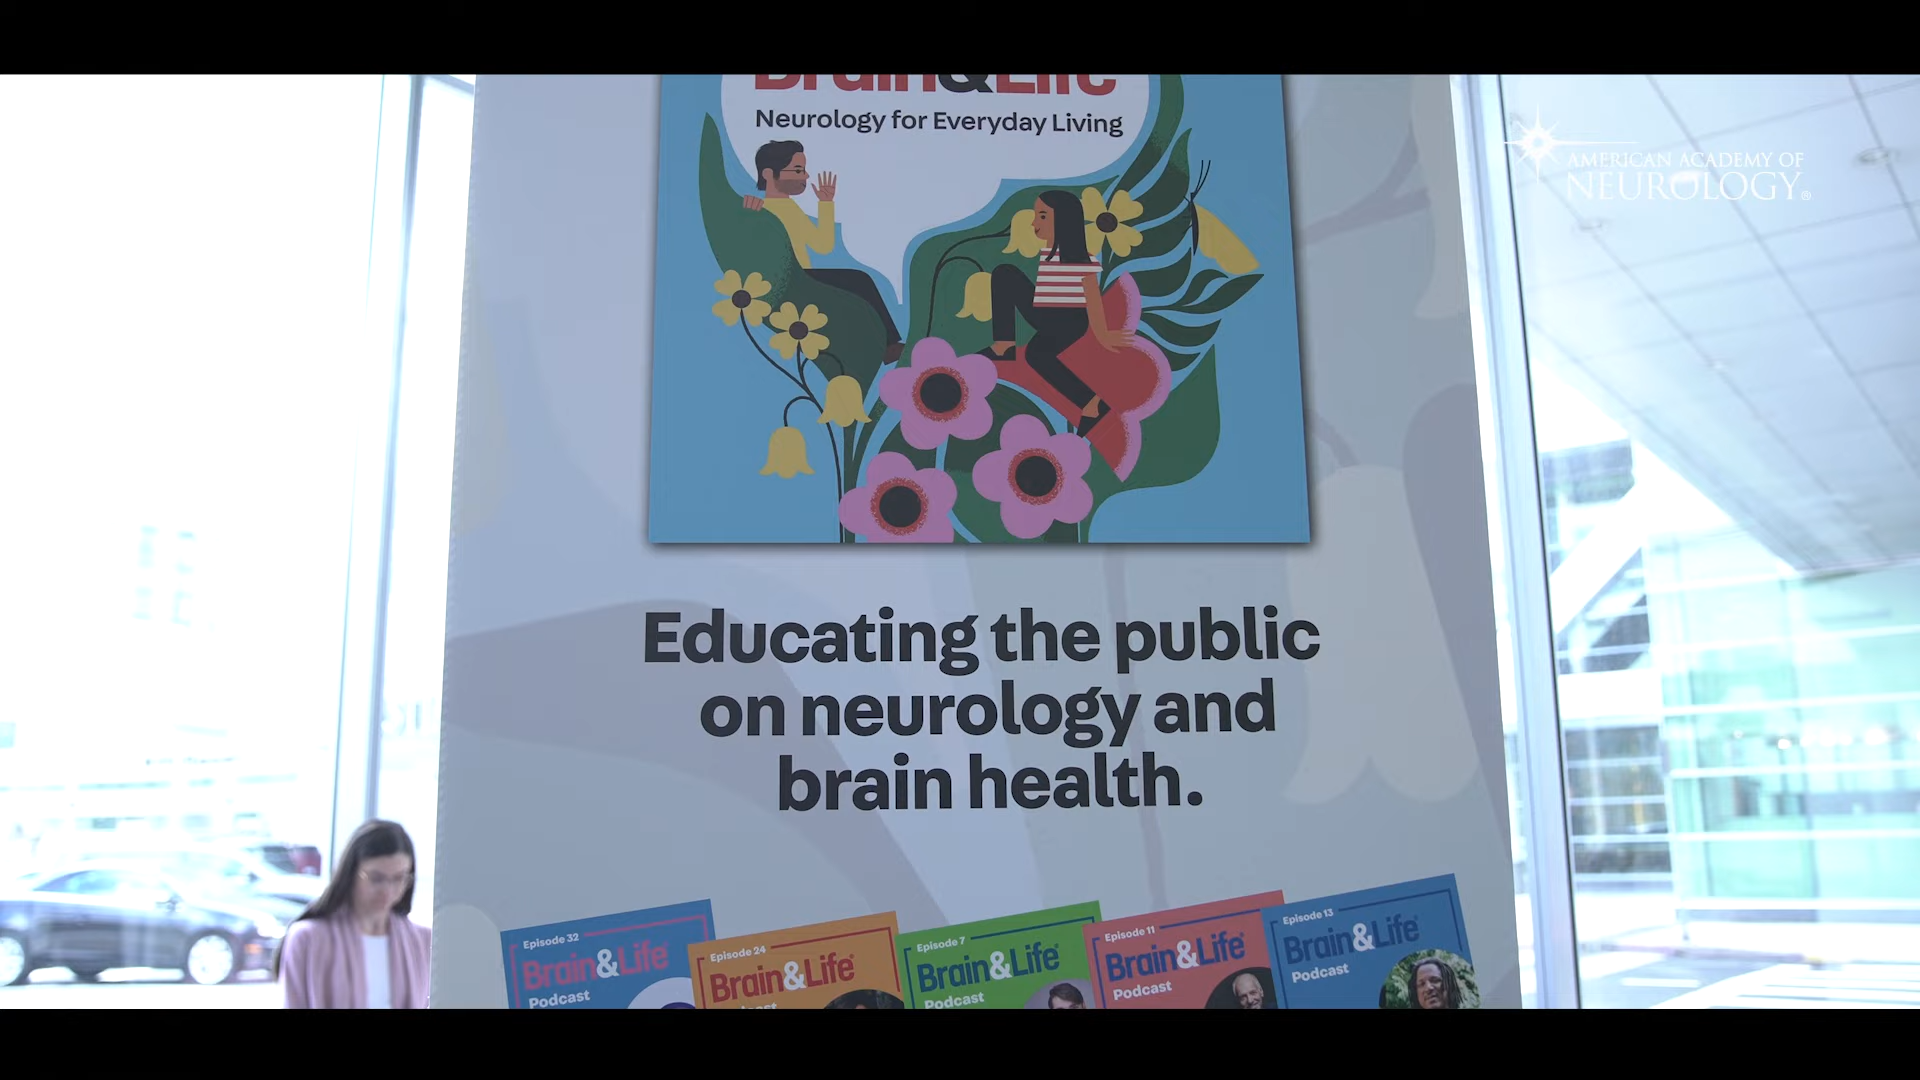 Brain&Life
Neurology for Everyday Living
AMERICAN ACADEMY OF
NEUROLOGY®
Educating the public
on neurology and
brain health.
Episode 32
Brain&Life®
Podcast
Episode 24
Brain&Life®
Episode 7
Brain&Life®
Podcast
Episode 11
Brain&Life®
Podcast
Episode 13
Brain&Life®
Podcast